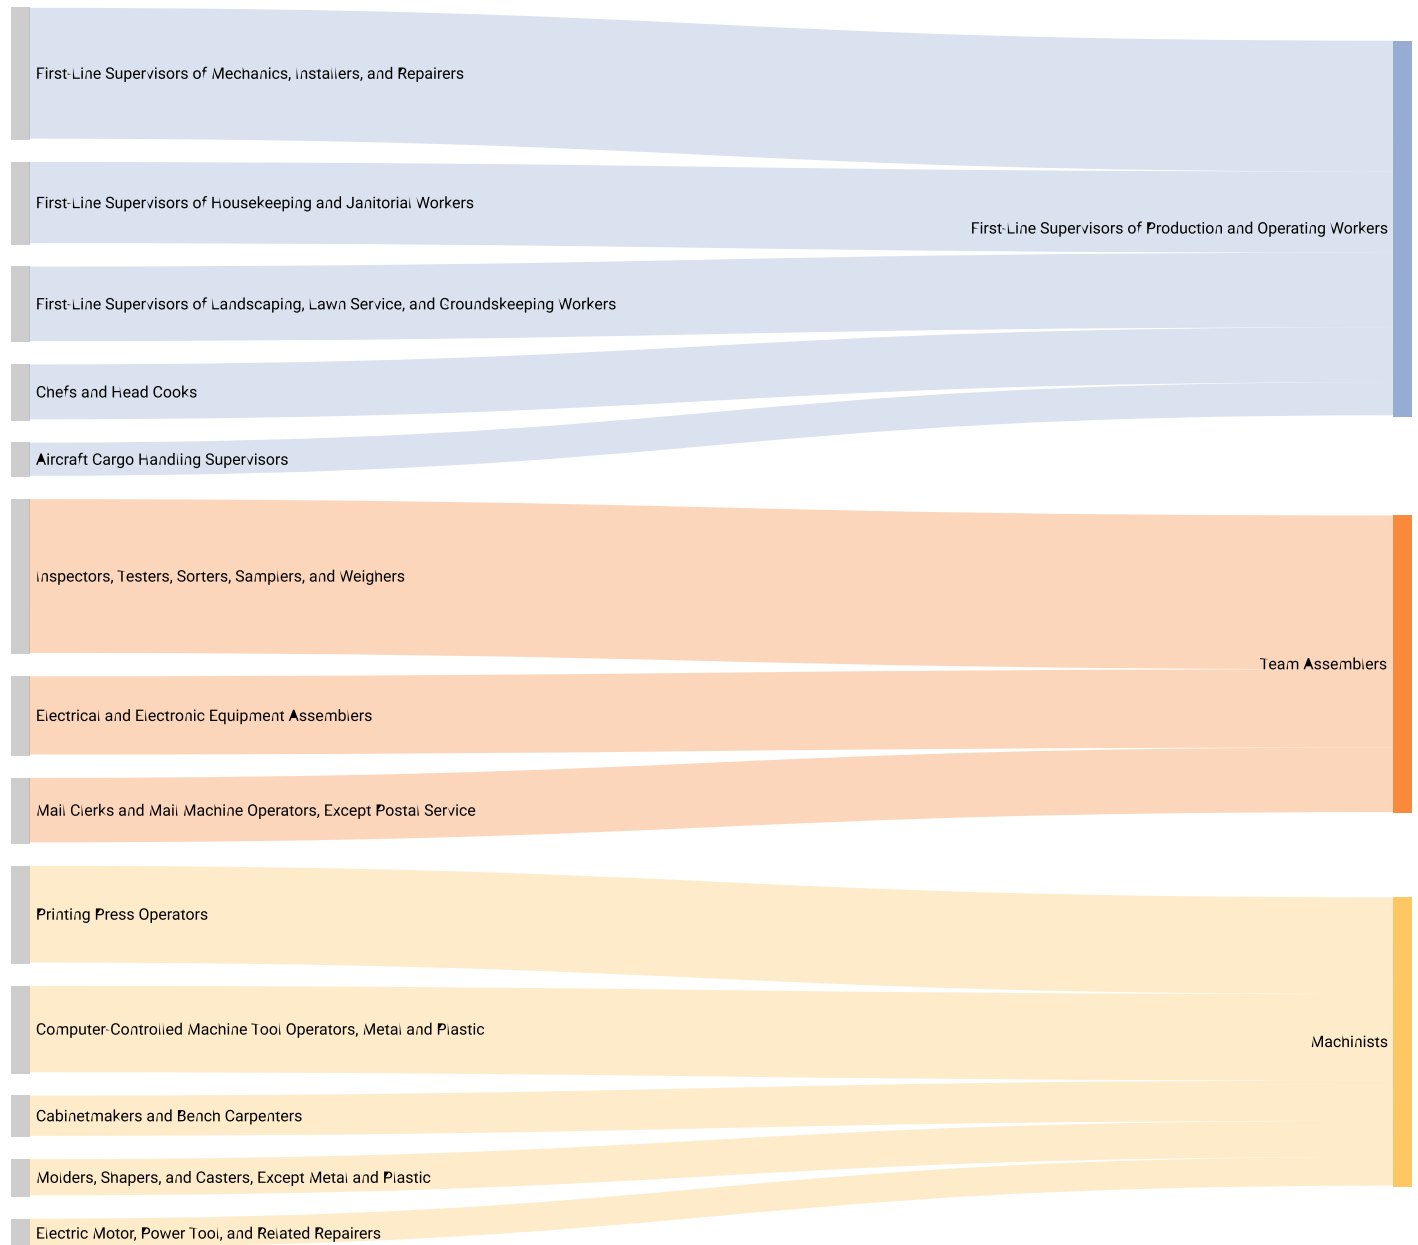 First-Line Supervisors of Mechanics, Installers, and Repairers
First-Line Supervisors of Housekeeping and Janitorial Workers
First-Line Supervisors of Production and Operating Workers
First-Line Supervisors of Landscaping, Lawn Service, and Groundskeeping Workers
Chefs and Head Cooks
Aircraft Cargo Handling Supervisors
Inspectors, Testers, Sorters, Samplers, and Weighers
Team Assemblers
Electrical and Electronic Equipment Assemblers
Mail Clerks and Mail Machine Operators, Except Postal Service
Printing Press Operators
Computer-Controlled Machine Tool Operators, Metal and Plastic
Machinists
Cabinetmakers and Bench Carpenters
Molders, Shapers, and Casters, Except Metal and Plastic
Electric Motor, Power Tool, and Related Repairers